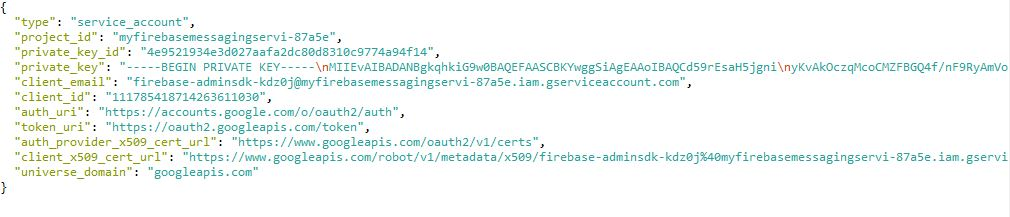 {
"type": "service_account",
"project_id": "myfirebasemessagingservi-87a5e",
"private_key_id": "4e9521934e3d027aafa2dc80d8310c9774a94f14",
"private_key": "-----BEGIN PRIVATE KEY-----\nMIIEvAIBADANBgkqhkiG9w0BAQEFAASCBKYwggSiAgEAAoIBAQCd59rEsaH5jgni\nyKvAkOczqMcoCMZFBGQ4f/nF9RyAmVo
"client_email": "firebase-adminsdk-kdz0j@myfirebasemessagingservi-87a5e.iam.gserviceaccount.com",
"client_id": "111785418714263611030",
"auth_uri": "https://accounts.google.com/o/oauth2/auth",
"token_uri": "https://oauth2.googleapis.com/token",
"auth_provider_x509_cert_url": "https://www.googleapis.com/oauth2/v1/certs",
"client_x509_cert_url": "https://www.googleapis.com/robot/v1/metadata/x509/firebase-adminsdk-kdz0j%40myfirebasemessagingservi-87a5e.iam.gservi
"universe_domain": "googleapis.com"
}